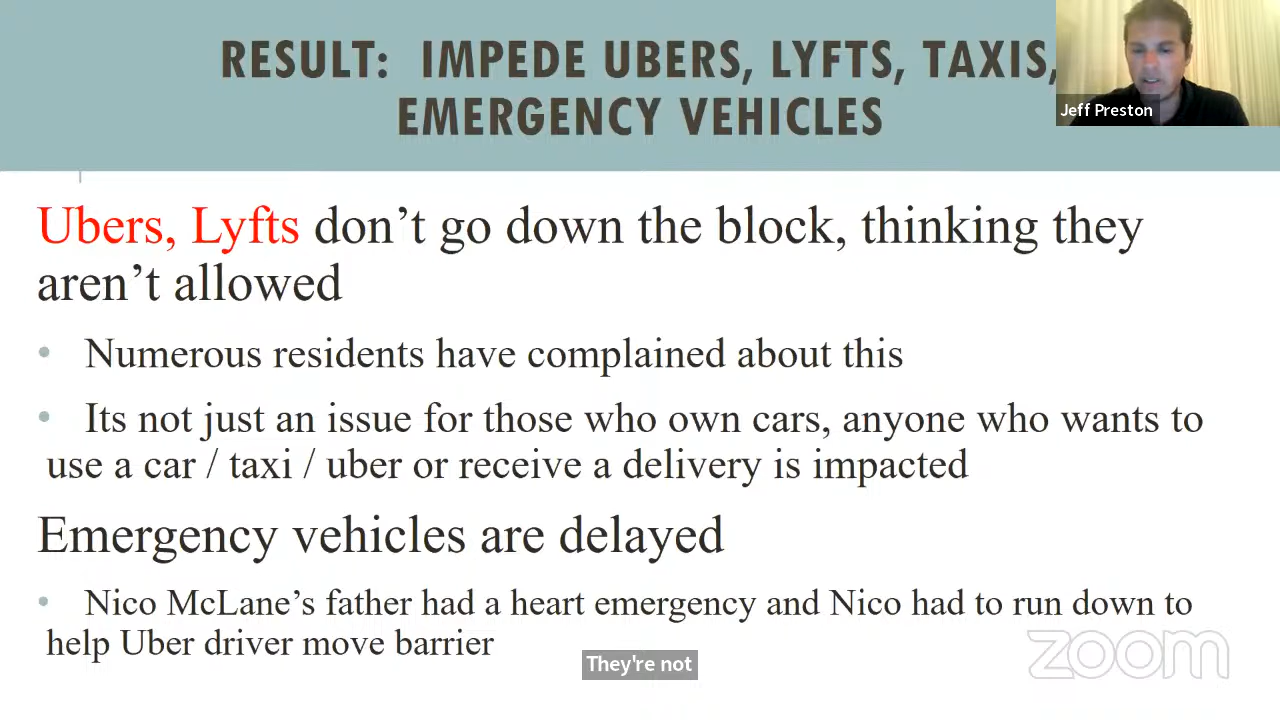 RESULT: IMPEDE UBERS, LYFTS, TAXIS,
EMERGENCY VEHICLES
Jeff Preston
Ubers, Lyfts don’t go down the block, thinking they
aren’t allowed
• Numerous residents have complained about this
• Its not just an issue for those who own cars, anyone who wants to
use a car / taxi / uber or receive a delivery is impacted
Emergency vehicles are delayed
• Nico McLane’s father had a heart emergency and Nico had to run down to
help Uber driver move barrier
They're not
zoom